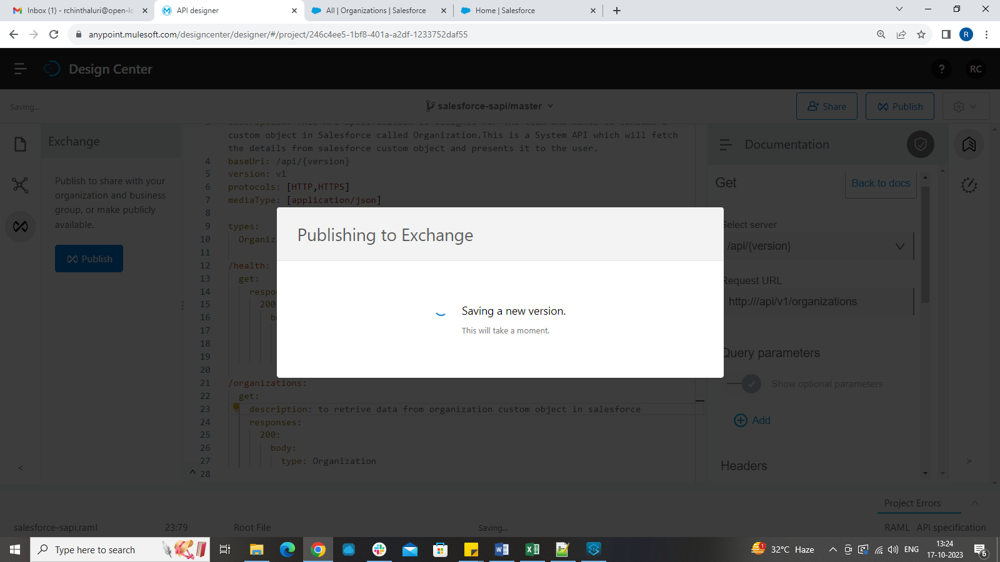 Inbox (1) - rchinthaluri@open-lo
API designer
All | Organizations | Salesforce
Home | Salesforce
anypoint.mulesoft.com/designcenter/designer/#/project/246c4ee5-1bf8-401a-a2df-1233752daf55
R
Design Center
?
RC
Saving...
salesforce-sapi/master
Share
Publish
Exchange
Publish to share with your
organization and business
group, or make publicly
available.
Publish
custom object in Salesforce called Organization.This is a System API which will fetch
the details from salesforce custom object and presents it to the user.
4 baseUri: /api/{version}
5 version: v1
6 protocols: [HTTP,HTTPS]
7 mediaType: [application/json]
8
9 types:
10 Organiz
11
12 /health:
13 get:
14 respo
15 200
16 b
17
18
19
20
21 /organizations:
22 get:
23 description: to retrive data from organization custom object in salesforce
24 responses:
25 200:
26 body:
27 type: Organization
28
Publishing to Exchange
Saving a new version.
This will take a moment.
Documentation
Get
Back to docs
Select server
/api/{version}
Request URL
http:///api/v1/organizations
Query parameters
Show optional parameters
Add
Headers
Project Errors
salesforce-sapi.raml
23:79
Root File
Saving...
RAML
API specification
Type here to search
1
32°C Haze
ENG
13:24
17-10-2023
6